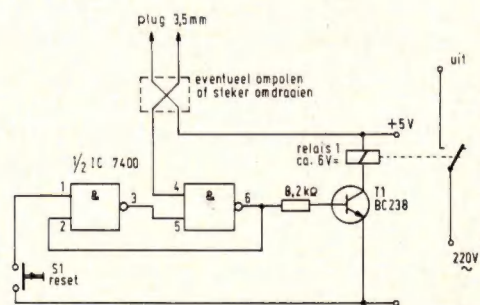 plug 3,5mm
eventueel ompolen
of steker omdraaien
uit
+5V
relais 1
ca. 6V=
½ IC 7400
1
&
3
2
4
&
6
5
8,2kΩ
T1
BC238
S1
reset
220V
~